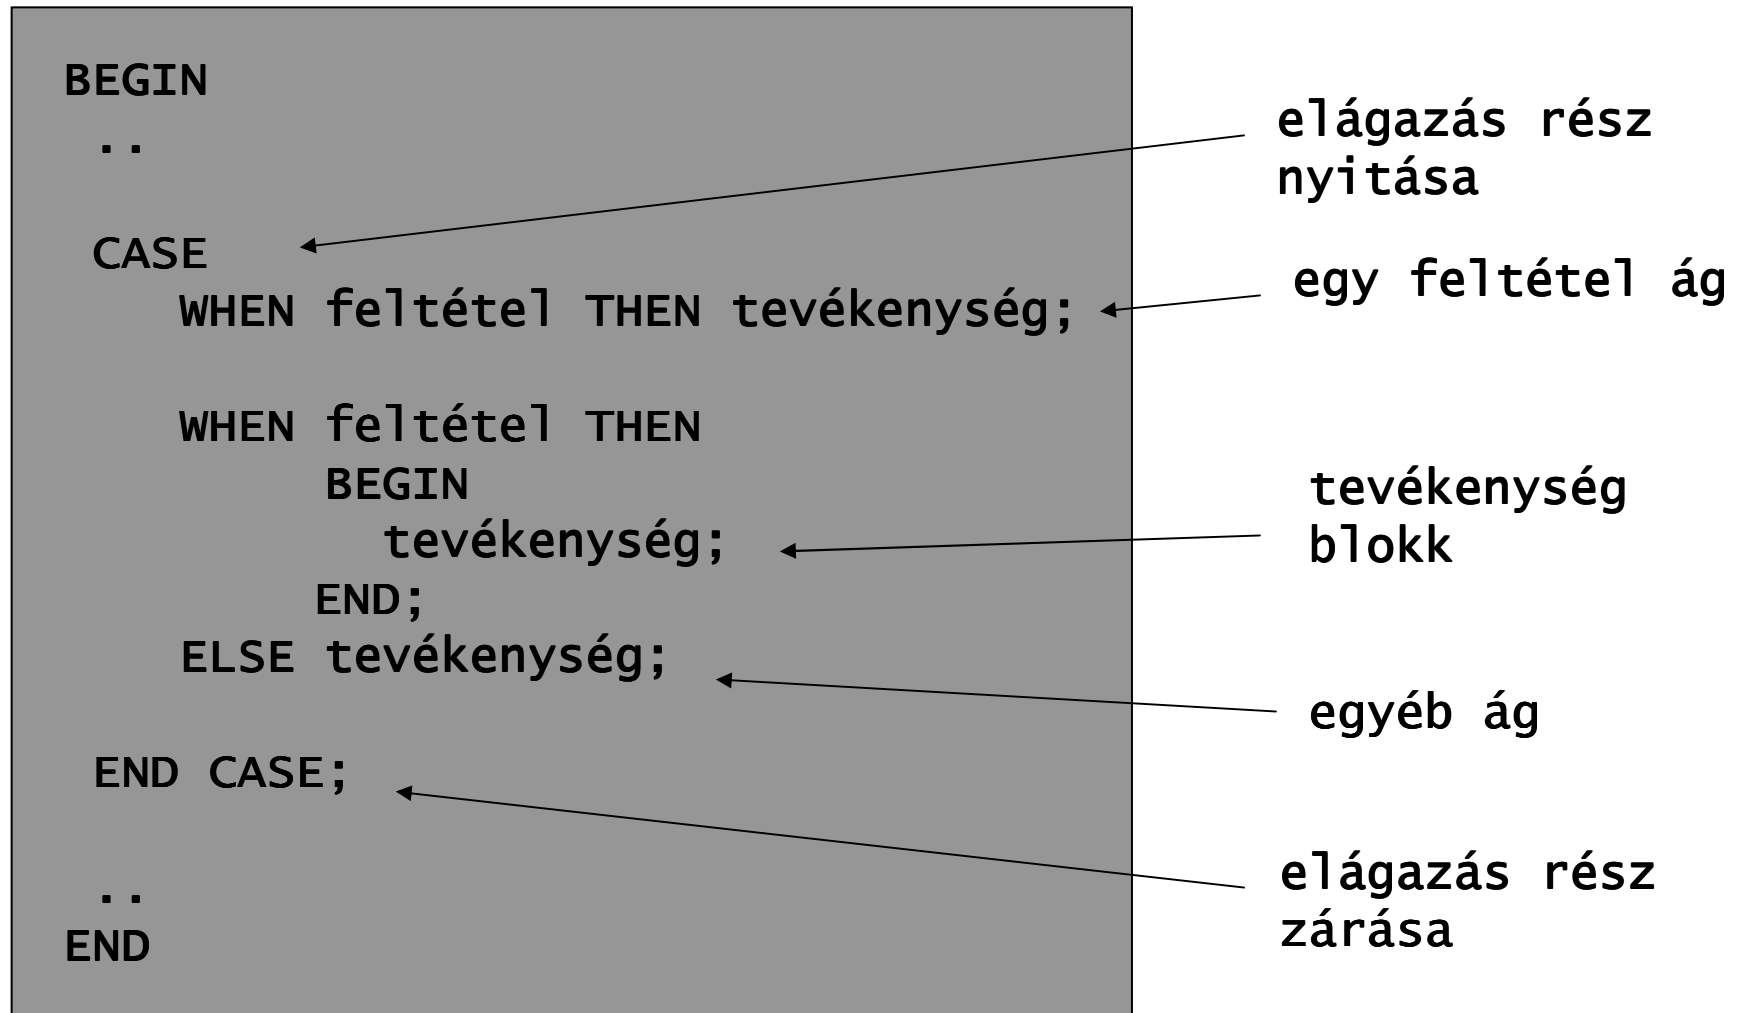 BEGIN
..
CASE
WHEN feltétel THEN tevékenység;
WHEN feltétel THEN
BEGIN
tevékenység;
END;
ELSE tevékenység;
END CASE;
..
END
elágazás rész
nyitása
egy feltétel ág
tevékenység
blokk
egyéb ág
elágazás rész
zárása